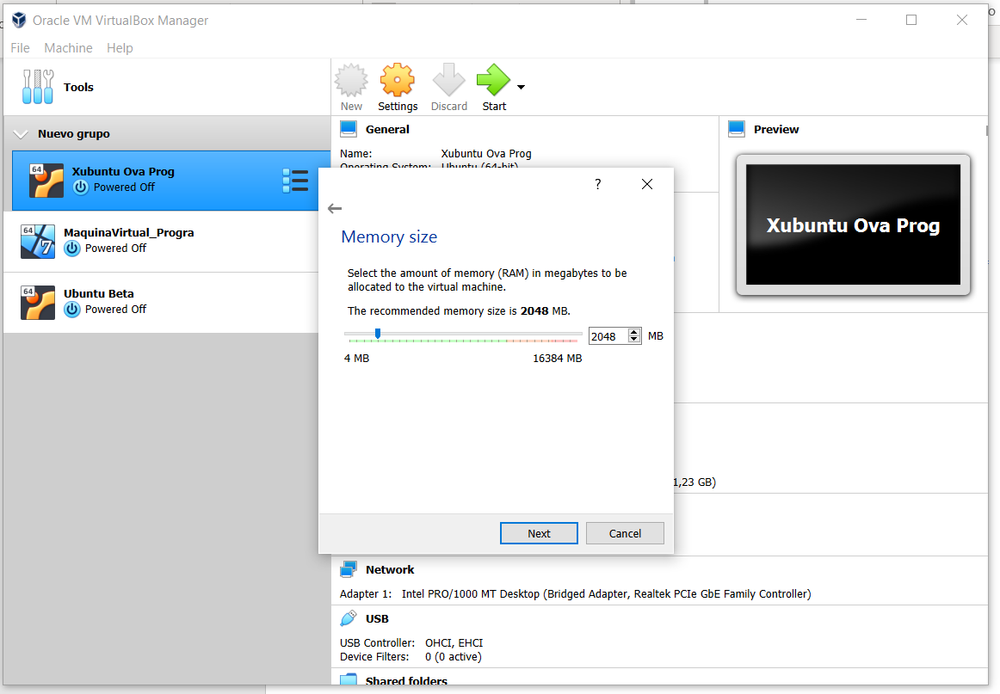 Oracle VM VirtualBox Manager
File Machine Help
Tools
New Settings Discard Start
Nuevo grupo
64
Xubuntu Ova Prog
Powered Off
64
7
MaquinaVirtual_Progra
Powered Off
64
Ubuntu Beta
Powered Off
General
Name: Xubuntu Ova Prog
Operating System: Ubuntu (64-bit)
Preview
Xubuntu Ova Prog
?
Memory size
Select the amount of memory (RAM) in megabytes to be
allocated to the virtual machine.
The recommended memory size is 2048 MB.
2048 MB
4 MB 16384 MB
Next Cancel
1,23 GB)
Network
Adapter 1: Intel PRO/1000 MT Desktop (Bridged Adapter, Realtek PCIe GbE Family Controller)
USB
USB Controller: OHCI, EHCI
Device Filters: 0 (0 active)
Shared folders